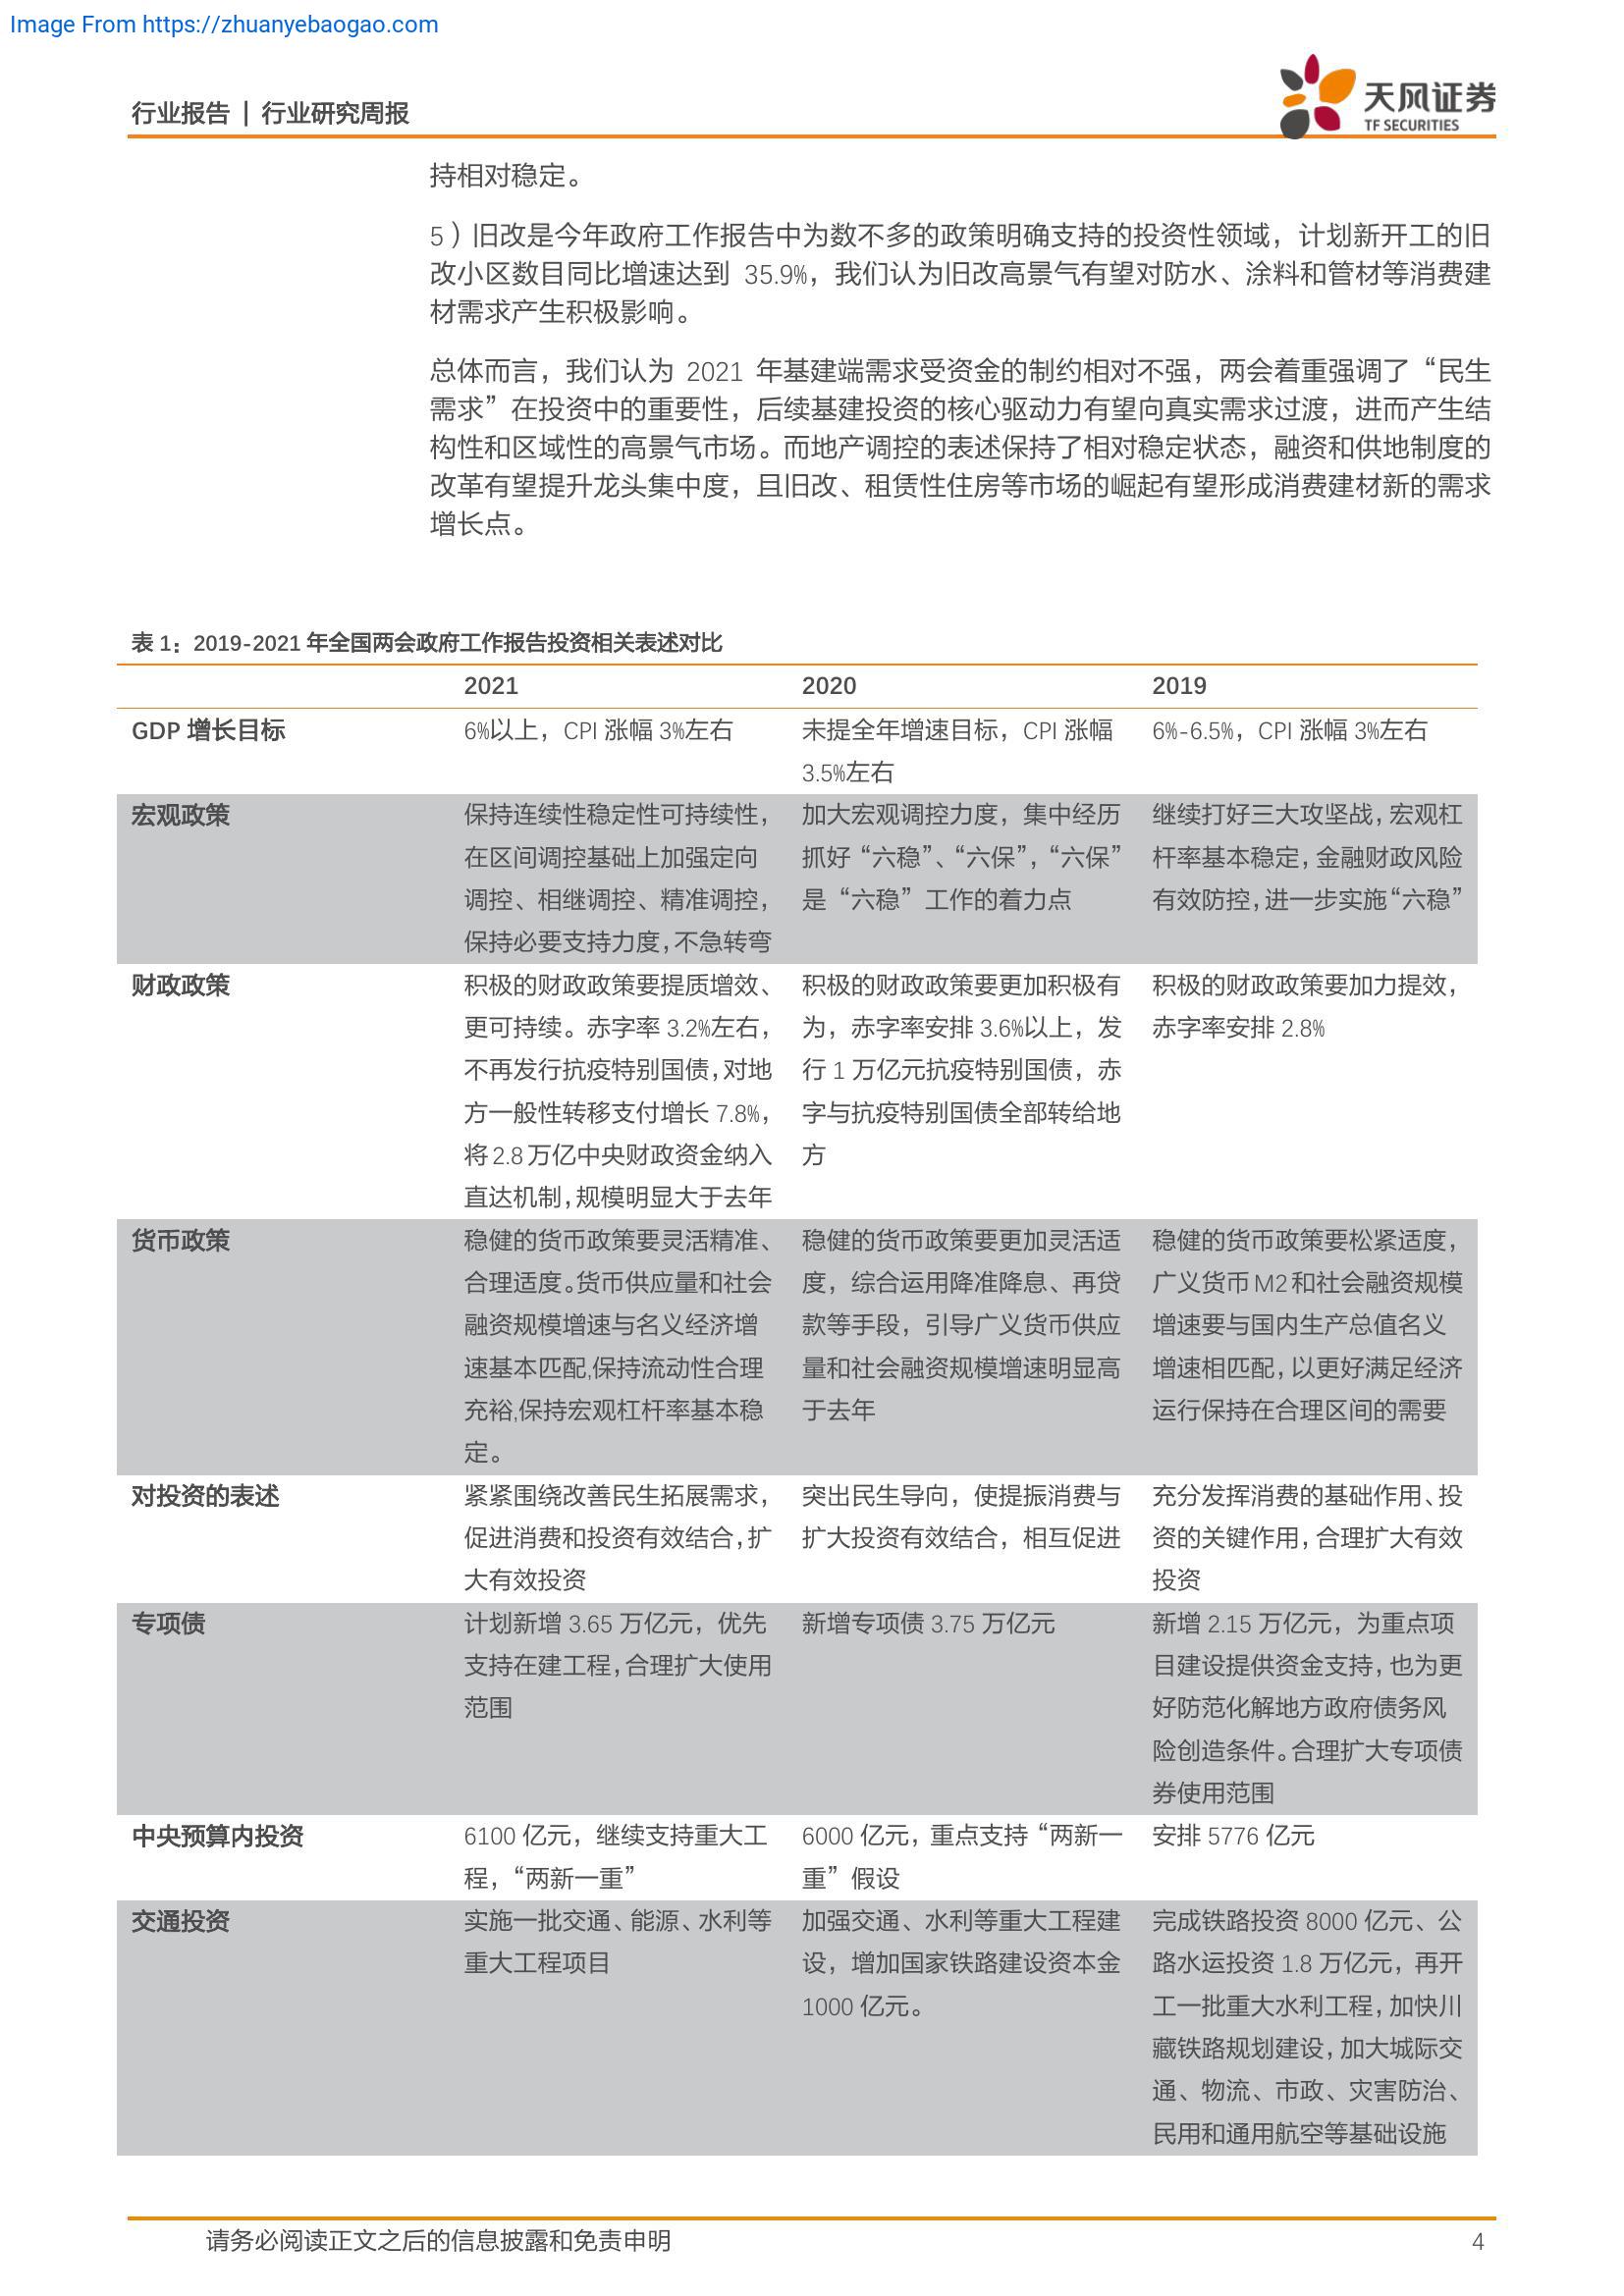 Image From https://zhuanyebaogao.com
行业报告 | 行业研究周报
天风证券
TF SECURITIES
持相对稳定。
5）旧改是今年政府工作报告中为数不多的政策明确支持的投资性领域，计划新开工的旧
改小区数目同比增速达到 35.9%，我们认为旧改高景气有望对防水、涂料和管材等消费建
材需求产生积极影响。
总体而言，我们认为 2021 年基建端需求受资金的制约相对不强，两会着重强调了“民生
需求”在投资中的重要性，后续基建投资的核心驱动力有望向真实需求过渡，进而产生结
构性和区域性的高景气市场。而地产调控的表述保持了相对稳定状态，融资和供地制度的
改革有望提升龙头集中度，且旧改、租赁性住房等市场的崛起有望形成消费建材新的需求
增长点。
表 1：2019-2021 年全国两会政府工作报告投资相关表述对比
2021 2020 2019
GDP 增长目标 6%以上，CPI 涨幅 3%左右 未提全年增速目标，CPI 涨幅 6%-6.5%，CPI 涨幅 3%左右
3.5%左右
宏观政策 保持连续性稳定性可持续性， 加大宏观调控力度，集中经历 继续打好三大攻坚战，宏观杠
在区间调控基础上加强定向 抓好“六稳”、“六保”，“六保” 杆率基本稳定，金融财政风险
调控、相继调控、精准调控， 是“六稳”工作的着力点 有效防控，进一步实施“六稳”
保持必要支持力度，不急转弯
财政政策 积极的财政政策要提质增效、 积极的财政政策要更加积极有 积极的财政政策要加力提效，
更可持续。赤字率 3.2%左右， 为，赤字率安排 3.6%以上，发 赤字率安排 2.8%
不再发行抗疫特别国债，对地 行 1 万亿元抗疫特别国债，赤
方一般性转移支付增长 7.8%， 字与抗疫特别国债全部转给地
将 2.8 万亿中央财政资金纳入 方
直达机制，规模明显大于去年
货币政策 稳健的货币政策要灵活精准、 稳健的货币政策要更加灵活适 稳健的货币政策要松紧适度，
合理适度。货币供应量和社会 度，综合运用降准降息、再贷 广义货币 M2 和社会融资规模
融资规模增速与名义经济增 款等手段，引导广义货币供应 增速要与国内生产总值名义
速基本匹配,保持流动性合理 量和社会融资规模增速明显高 增速相匹配，以更好满足经济
充裕,保持宏观杠杆率基本稳 于去年 运行保持在合理区间的需要
定。
对投资的表述 紧紧围绕改善民生拓展需求， 突出民生导向，使提振消费与 充分发挥消费的基础作用、投
促进消费和投资有效结合，扩 扩大投资有效结合，相互促进 资的关键作用，合理扩大有效
大有效投资 投资
专项债 计划新增 3.65 万亿元，优先 新增专项债 3.75 万亿元 新增 2.15 万亿元，为重点项
支持在建工程，合理扩大使用 目建设提供资金支持，也为更
范围 好防范化解地方政府债务风
险创造条件。合理扩大专项债
券使用范围
中央预算内投资 6100 亿元，继续支持重大工 6000 亿元，重点支持“两新一 安排 5776 亿元
程，“两新一重” 重”假设
交通投资 实施一批交通、能源、水利等 加强交通、水利等重大工程建 完成铁路投资 8000 亿元、公
重大工程项目 设，增加国家铁路建设资本金 路水运投资 1.8 万亿元，再开
1000 亿元。 工一批重大水利工程，加快川
藏铁路规划建设，加大城际交
通、物流、市政、灾害防治、
民用和通用航空等基础设施
请务必阅读正文之后的信息披露和免责申明 4